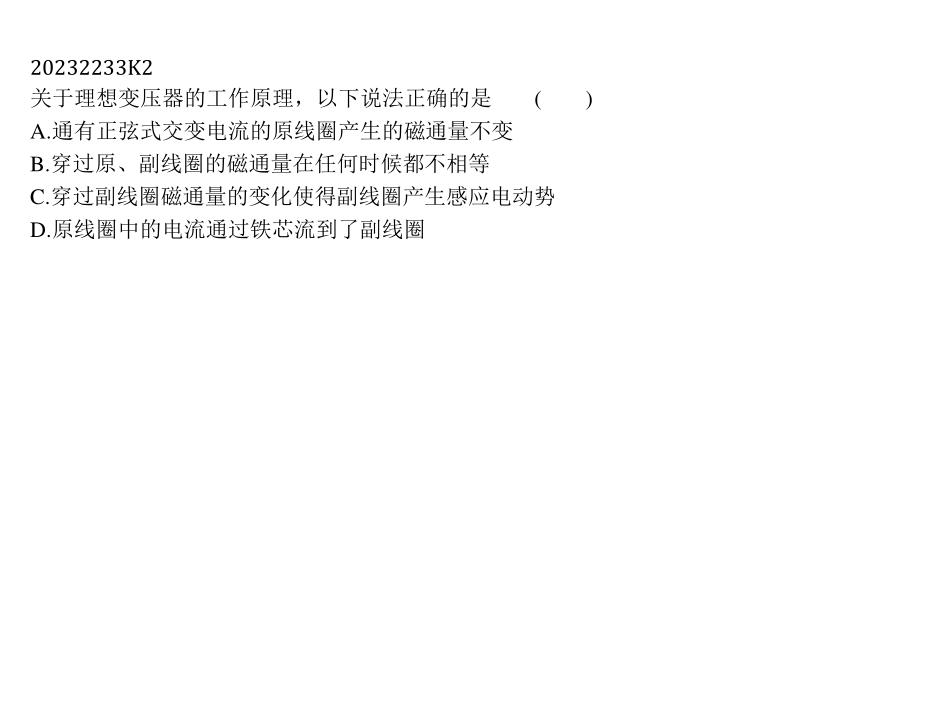 20232233K2
关于理想变压器的工作原理，以下说法正确的是　　(　　)
A.通有正弦式交变电流的原线圈产生的磁通量不变
B.穿过原、副线圈的磁通量在任何时候都不相等
C.穿过副线圈磁通量的变化使得副线圈产生感应电动势
D.原线圈中的电流通过铁芯流到了副线圈